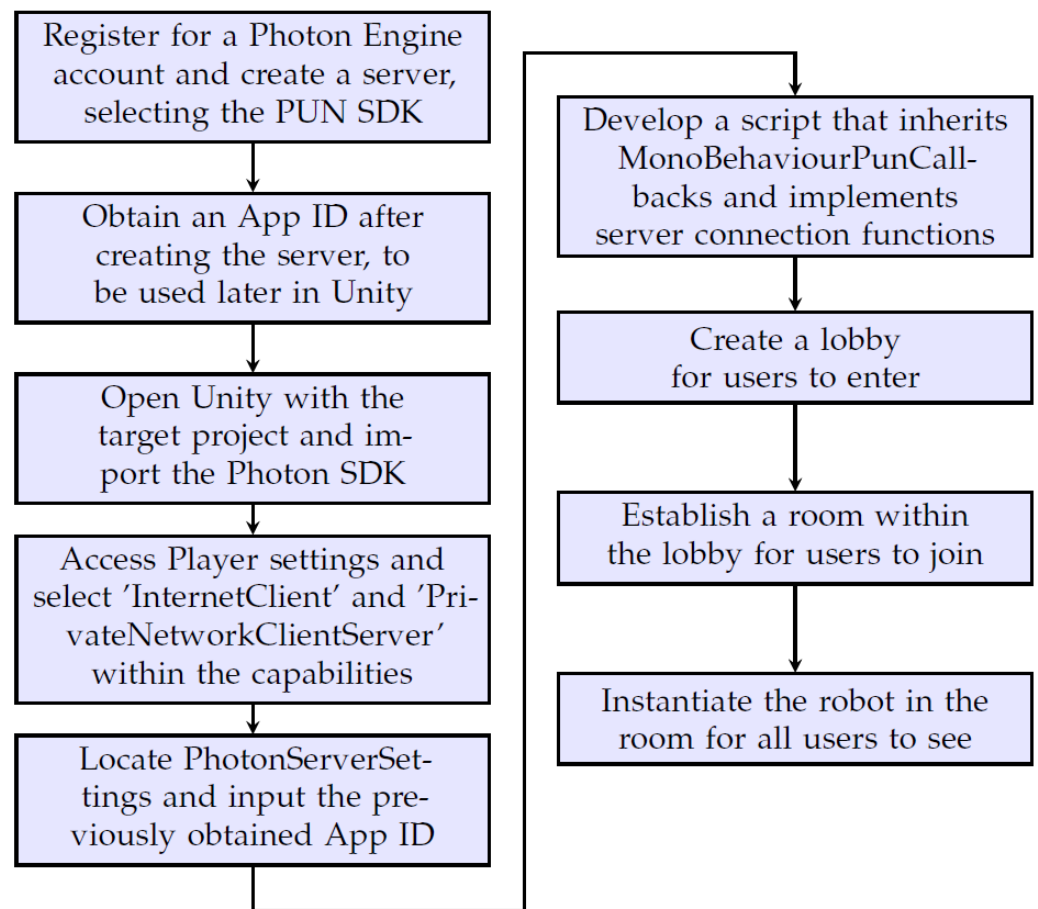 Register for a Photon Engine
account and create a server,
selecting the PUN SDK
Obtain an App ID after
creating the server, to
be used later in Unity
Open Unity with the
target project and im-
port the Photon SDK
Access Player settings and
select ’InternetClient’ and ’Pri-
vateNetworkClientServer’
within the capabilities
Locate PhotonServerSet-
tings and input the pre-
viously obtained App ID
Develop a script that inherits
MonoBehaviourPunCall-
backs and implements
server connection functions
Create a lobby
for users to enter
Establish a room within
the lobby for users to join
Instantiate the robot in the
room for all users to see